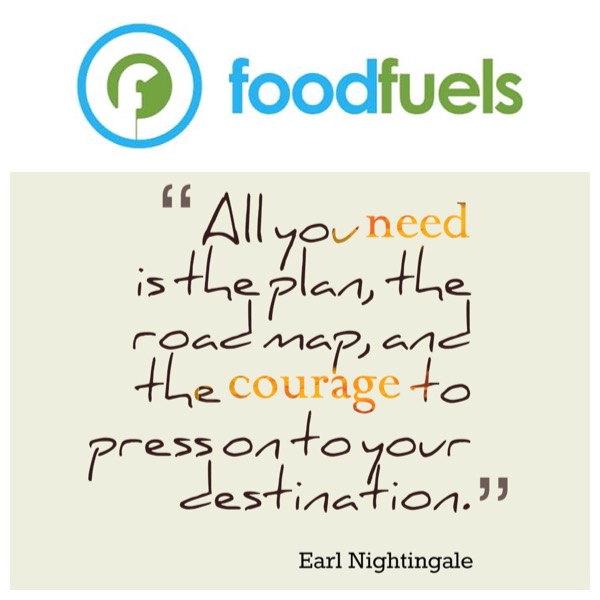 foodfuels
“All you need
is the plan, the
road map, and
the courage to
press on to your
destination.”
Earl Nightingale